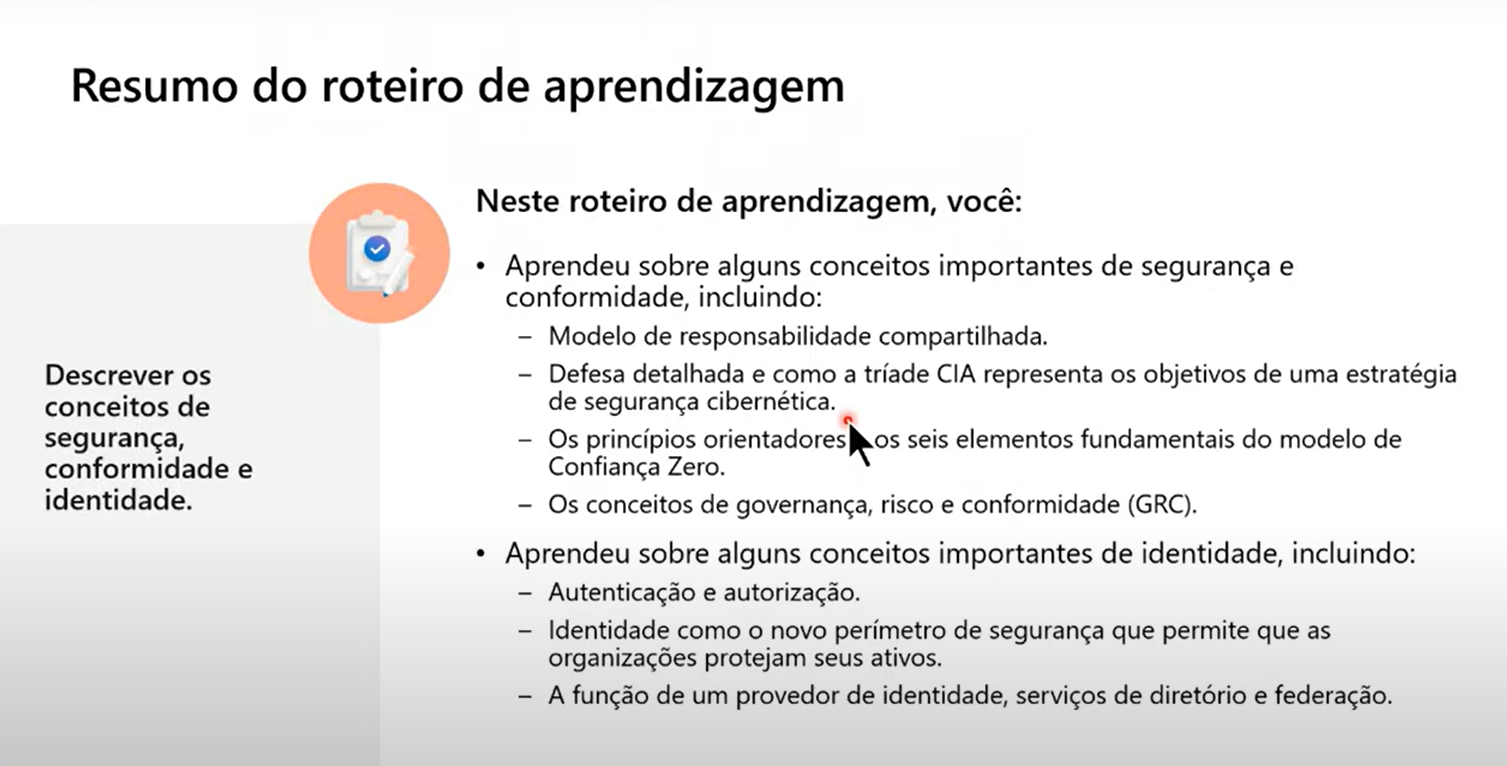 Resumo do roteiro de aprendizagem
Descrever os
conceitos de
segurança,
conformidade e
identidade.
Neste roteiro de aprendizagem, você:
• Aprendeu sobre alguns conceitos importantes de segurança e
conformidade, incluindo:
– Modelo de responsabilidade compartilhada.
– Defesa detalhada e como a tríade CIA representa os objetivos de uma estratégia
de segurança cibernética.
– Os princípios orientadores os seis elementos fundamentais do modelo de
Confiança Zero.
– Os conceitos de governança, risco e conformidade (GRC).
• Aprendeu sobre alguns conceitos importantes de identidade, incluindo:
– Autenticação e autorização.
– Identidade como o novo perímetro de segurança que permite que as
organizações protejam seus ativos.
– A função de um provedor de identidade, serviços de diretório e federação.